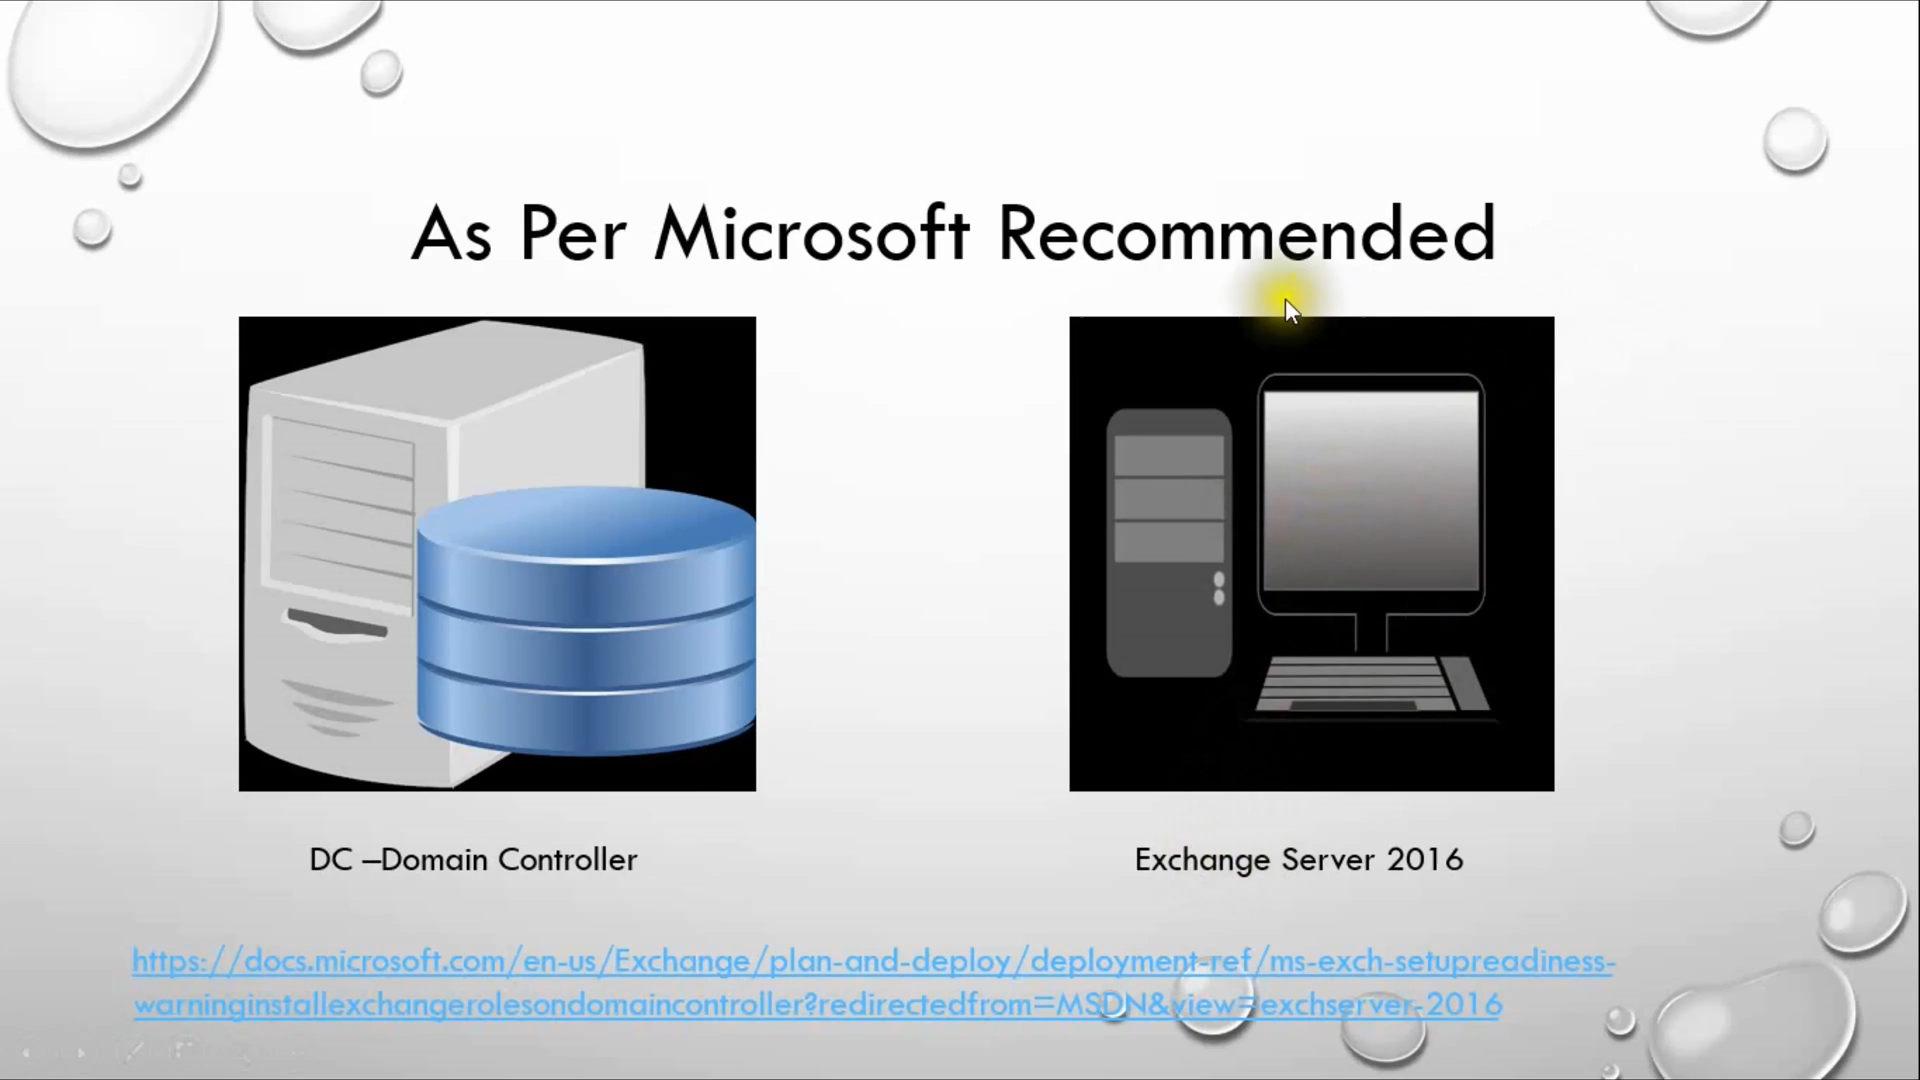 As Per Microsoft Recommended
DC –Domain Controller
Exchange Server 2016
https://docs.microsoft.com/en-us/Exchange/plan-and-deploy/deployment-ref/ms-exch-setupreadiness-
warninginstallexchangerolesondomaincontroller?redirectedfrom=MSDN&view=exchserver-2016